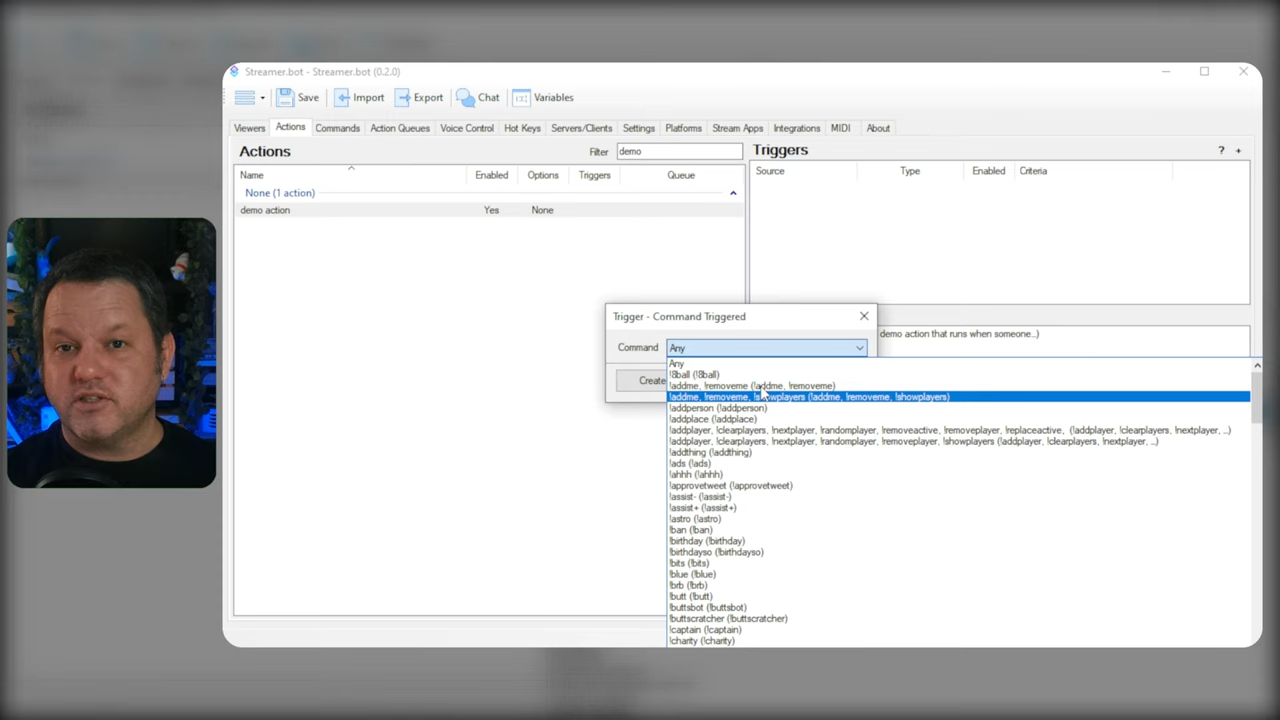 Streamer.bot - Streamer.bot (0.2.0)
Save Import Export Chat Variables
Viewers Actions Commands Action Queues Voice Control Hot Keys Servers/Clients Settings Platforms Stream Apps Integrations MIDI About
Actions Filter demo Triggers ? +
Name Enabled Options Triggers Queue Source Type Enabled Criteria
None (1 action)
demo action Yes None
Trigger - Command Triggered
demo action that runs when someone...)
Command Any
Any
!8ball (!8ball)
Create
!addme, !removeme (!addme, !removeme)
!addme, !removeme, !showplayers (!addme, !removeme, !showplayers)
!addperson (!addperson)
!addplace (!addplace)
!addplayer, !clearplayers, !nextplayer, !randomplayer, !removeactive, !removeplayer, !replaceactive, (!addplayer, !clearplayers, !nextplayer, ...)
!addplayer, !clearplayers, !nextplayer, !randomplayer, !removeplayer, !showplayers (!addplayer, !clearplayers, !nextplayer, ...)
!addthing (!addthing)
!ads (!ads)
!ahhh (!ahhh)
!approvetweet (!approvetweet)
!assist- (!assist-)
!assist+ (!assist+)
!astro (!astro)
!ban (!ban)
!birthday (!birthday)
!birthdayso (!birthdayso)
!bits (!bits)
!blue (!blue)
!brb (!brb)
!butt (!butt)
!buttsbot (!buttsbot)
!buttscratcher (!buttscratcher)
!captain (!captain)
!charity (!charity)